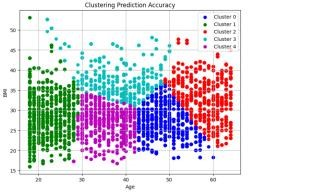 Clustering Prediction Accuracy
Cluster 0
Cluster 1
Cluster 2
Cluster 3
Cluster 4
50
45
40
35
30
25
20
15
BMI
20
30
40
50
60
Age